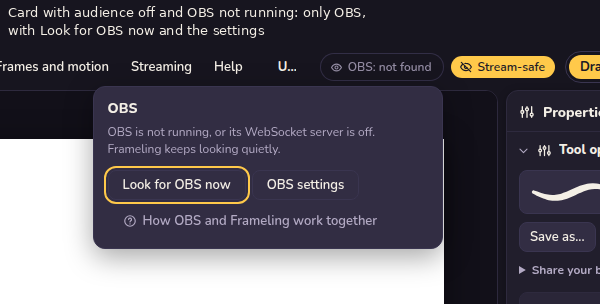 Card with audience off and OBS not running: only OBS,
with Look for OBS now and the settings
Frames and motion Streaming Help U... OBS: not found Stream-safe
OBS
OBS is not running, or its WebSocket server is off.
Frameling keeps looking quietly.
Look for OBS now OBS settings
How OBS and Frameling work together
Tool
Save as...
Share your